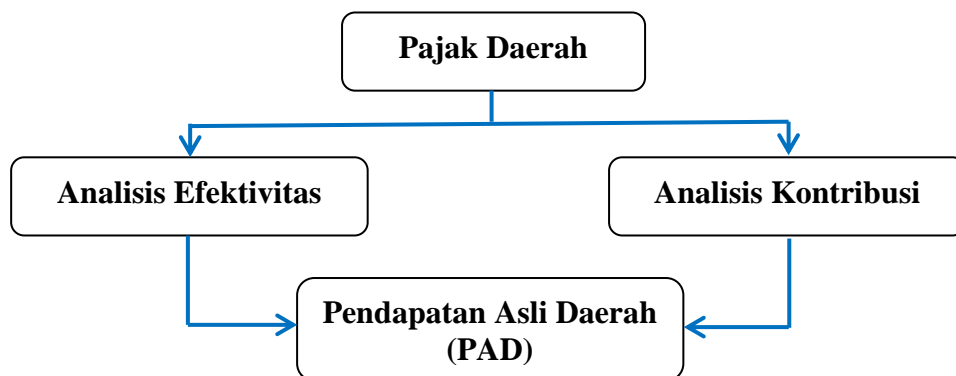 Pajak Daerah
Analisis Efektivitas
Analisis Kontribusi
Pendapatan Asli Daerah
(PAD)